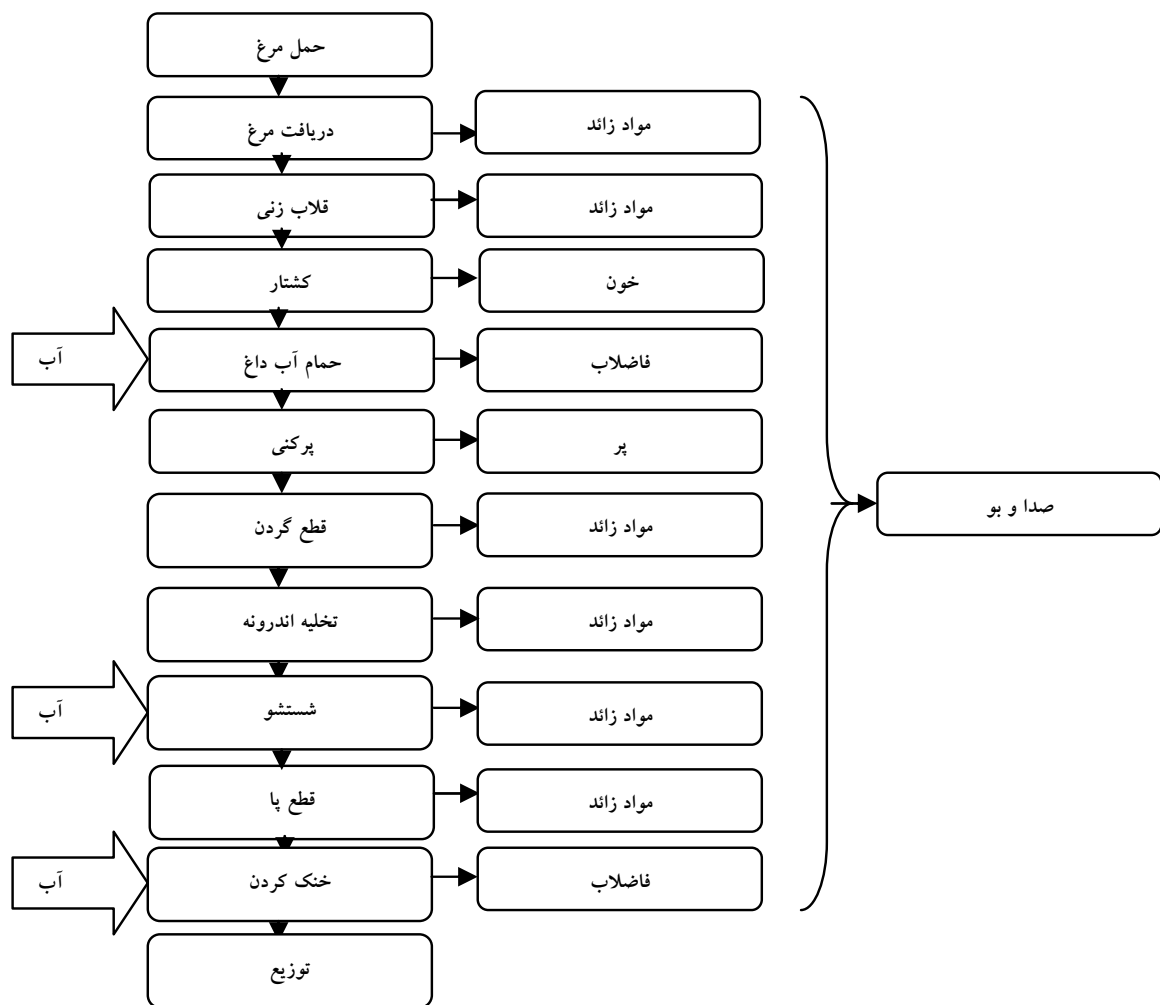 حمل مرغ
دریافت مرغ
مواد زائد
قلاب زنی
مواد زائد
کشتار
خون
آب
حمام آب داغ
فاضلاب
پرکنی
پر
صدا و بو
قطع گردن
مواد زائد
تخلیه اندرونه
مواد زائد
آب
شستشو
مواد زائد
قطع پا
مواد زائد
آب
خنک کردن
فاضلاب
توزیع